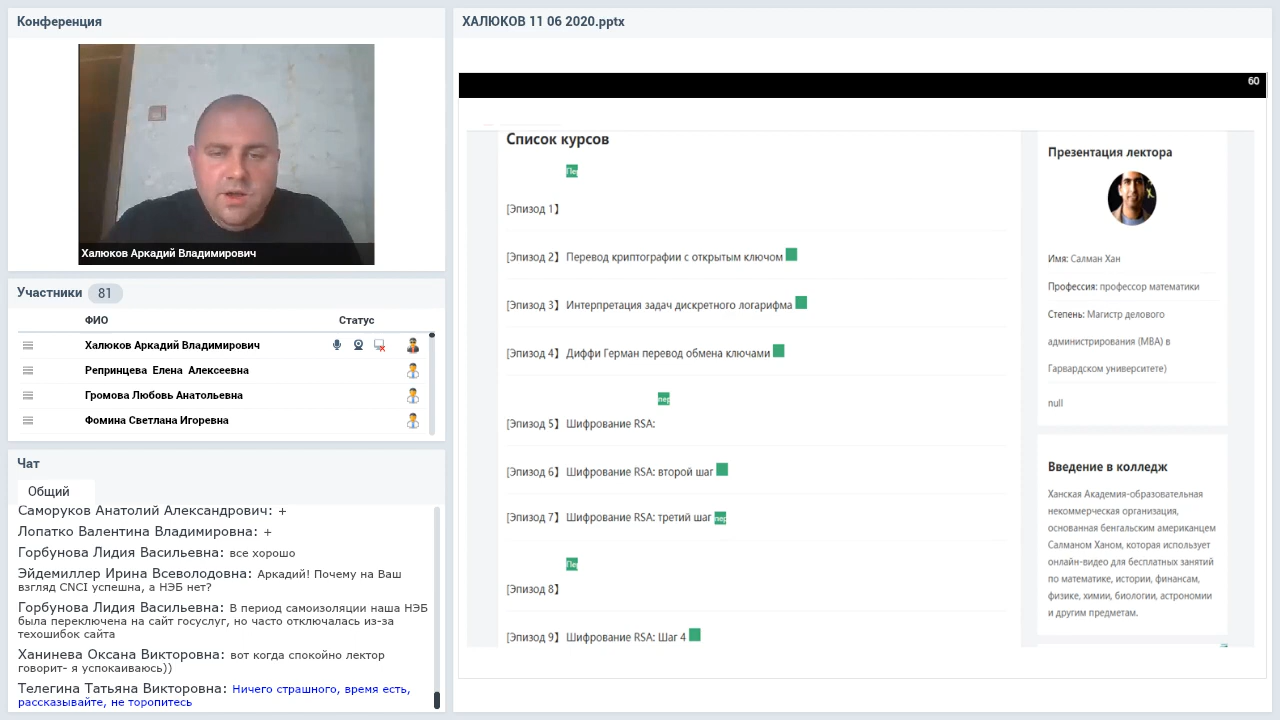 Конференция
Халюков Аркадий Владимирович
Участники 81
ФИО Статус
Халюков Аркадий Владимирович
Репринцева Елена Алексеевна
Громова Любовь Анатольевна
Фомина Светлана Игоревна
Чат
Общий
Саморуков Анатолий Александрович: +
Лопатко Валентина Владимировна: +
Горбунова Лидия Васильевна: все хорошо
Эйдемиллер Ирина Всеволодовна: Аркадий! Почему на Ваш
взгляд CNCI успешна, а НЭБ нет?
Горбунова Лидия Васильевна: В период самоизоляции наша НЭБ
была переключена на сайт госуслуг, но часто отключалась из-за
техошибок сайта
Ханинева Оксана Викторовна: вот когда спокойно лектор
говорит- я успокаиваюсь))
Телегина Татьяна Викторовна: Ничего страшного, время есть,
рассказывайте, не торопитесь
ХАЛЮКОВ 11 06 2020.pptx
60
Список курсов
Пер
[Эпизод 1】
[Эпизод 2】 Перевод криптографии с открытым ключом
[Эпизод 3】 Интерпретация задач дискретного логарифма
[Эпизод 4】 Диффи Герман перевод обмена ключами
пер
[Эпизод 5】 Шифрование RSA:
[Эпизод 6】 Шифрование RSA: второй шаг
[Эпизод 7】 Шифрование RSA: третий шаг пер
Пер
[Эпизод 8】
[Эпизод 9】 Шифрование RSA: Шаг 4
Презентация лектора
Имя: Салман Хан
Профессия: профессор математики
Степень: Магистр делового
администрирования (MBA) в
Гарвардском университете)
null
Введение в колледж
Ханская Академия-образовательная
некоммерческая организация,
основанная бенгальским американцем
Салманом Ханом, которая использует
онлайн-видео для бесплатных занятий
по математике, истории, финансам,
физике, химии, биологии, астрономии
и другим предметам.